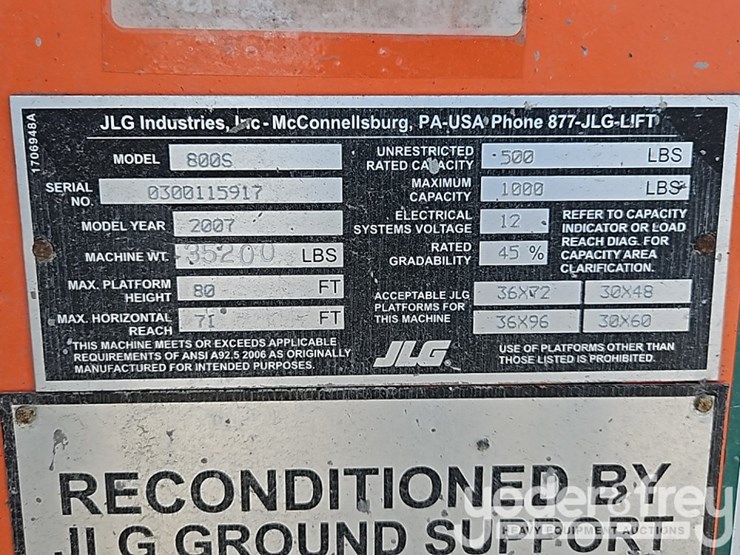 1706948A
JLG Industries, Inc - McConnellsburg, PA-USA Phone 877-JLG-LIFT
MODEL 800S
SERIAL NO. 0300115917
MODEL YEAR 2007
MACHINE WT. 35200 LBS
MAX. PLATFORM HEIGHT 80 FT
MAX. HORIZONTAL REACH 71 FT
THIS MACHINE MEETS OR EXCEEDS APPLICABLE
REQUIREMENTS OF ANSI A92.5 2006 AS ORIGINALLY
MANUFACTURED FOR INTENDED PURPOSES.
UNRESTRICTED RATED CAPACITY 500 LBS
MAXIMUM CAPACITY 1000 LBS
ELECTRICAL SYSTEMS VOLTAGE 12
RATED GRADABILITY 45 %
REFER TO CAPACITY
INDICATOR OR LOAD
REACH DIAG. FOR
CAPACITY AREA
CLARIFICATION.
ACCEPTABLE JLG
PLATFORMS FOR
THIS MACHINE
36X72 30X48
36X96 30X60
JLG
USE OF PLATFORMS OTHER THAN
THOSE LISTED IS PROHIBITED.
RECONDITIONED BY
JLG GROUND SUPPORT
yoder&frey
HEAVY EQUIPMENT AUCTIONS